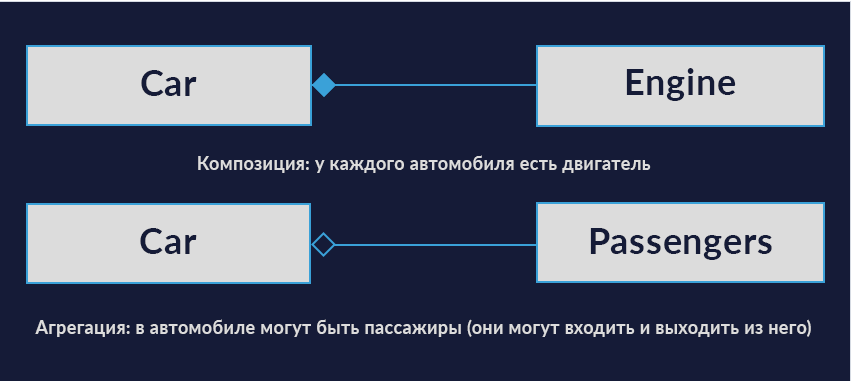 Car
Engine
Композиция: у каждого автомобиля есть двигатель
Car
Passengers
Агрегация: в автомобиле могут быть пассажиры (они могут входить и выходить из него)